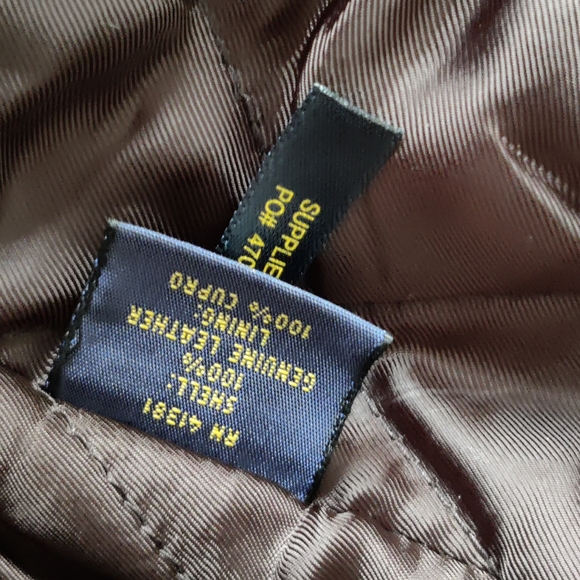 SUPPLIE
PO# 470
RN 41381
SHELL:
100%
GENUINE LEATHER
LINING:
100% CUPRO